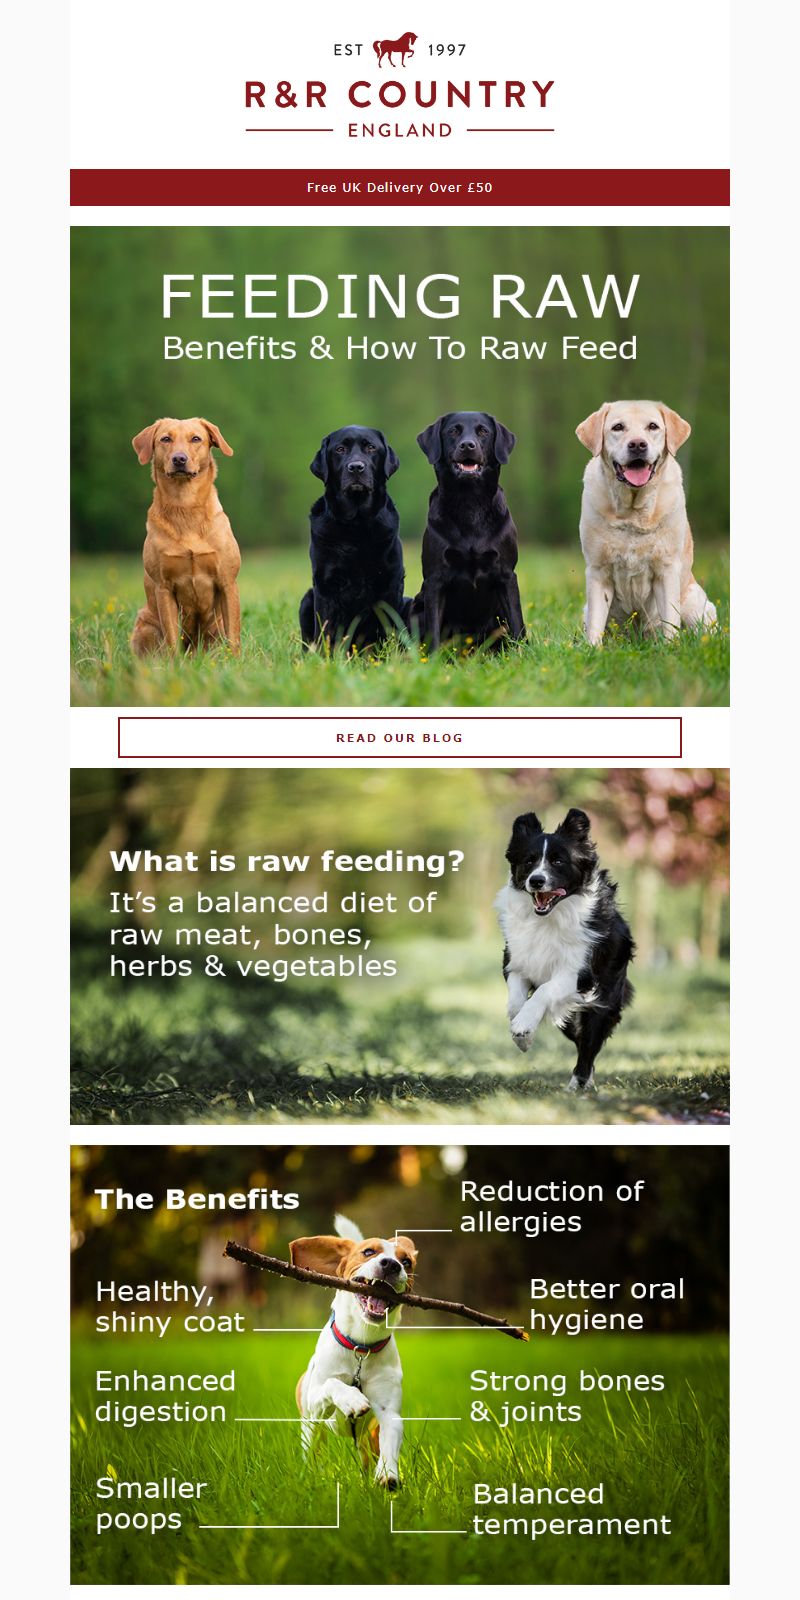 EST 1997
R&R COUNTRY
ENGLAND
Free UK Delivery Over £50
FEEDING RAW
Benefits & How To Raw Feed
READ OUR BLOG
What is raw feeding?
It's a balanced diet of
raw meat, bones,
herbs & vegetables
The Benefits
Reduction of
allergies
Healthy,
shiny coat
Better oral
hygiene
Enhanced
digestion
Strong bones
& joints
Smaller
poops
Balanced
temperament